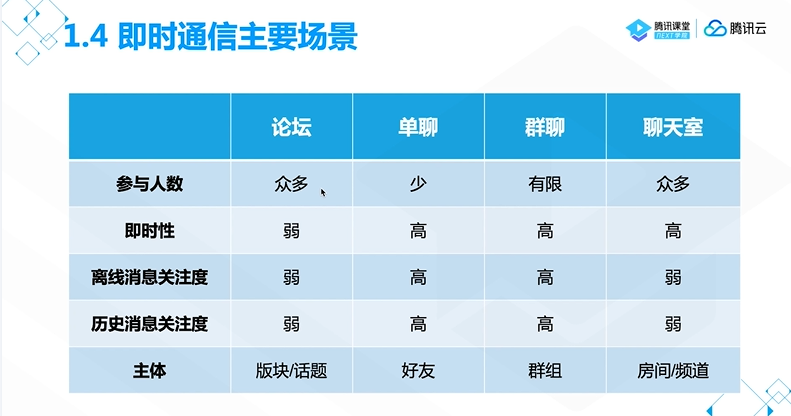 1.4 即时通信主要场景
腾讯课堂
NEXT学院
腾讯云
论坛 单聊 群聊 聊天室
参与人数 众多 少 有限 众多
即时性 弱 高 高 高
离线消息关注度 弱 高 高 弱
历史消息关注度 弱 高 高 弱
主体 版块/话题 好友 群组 房间/频道